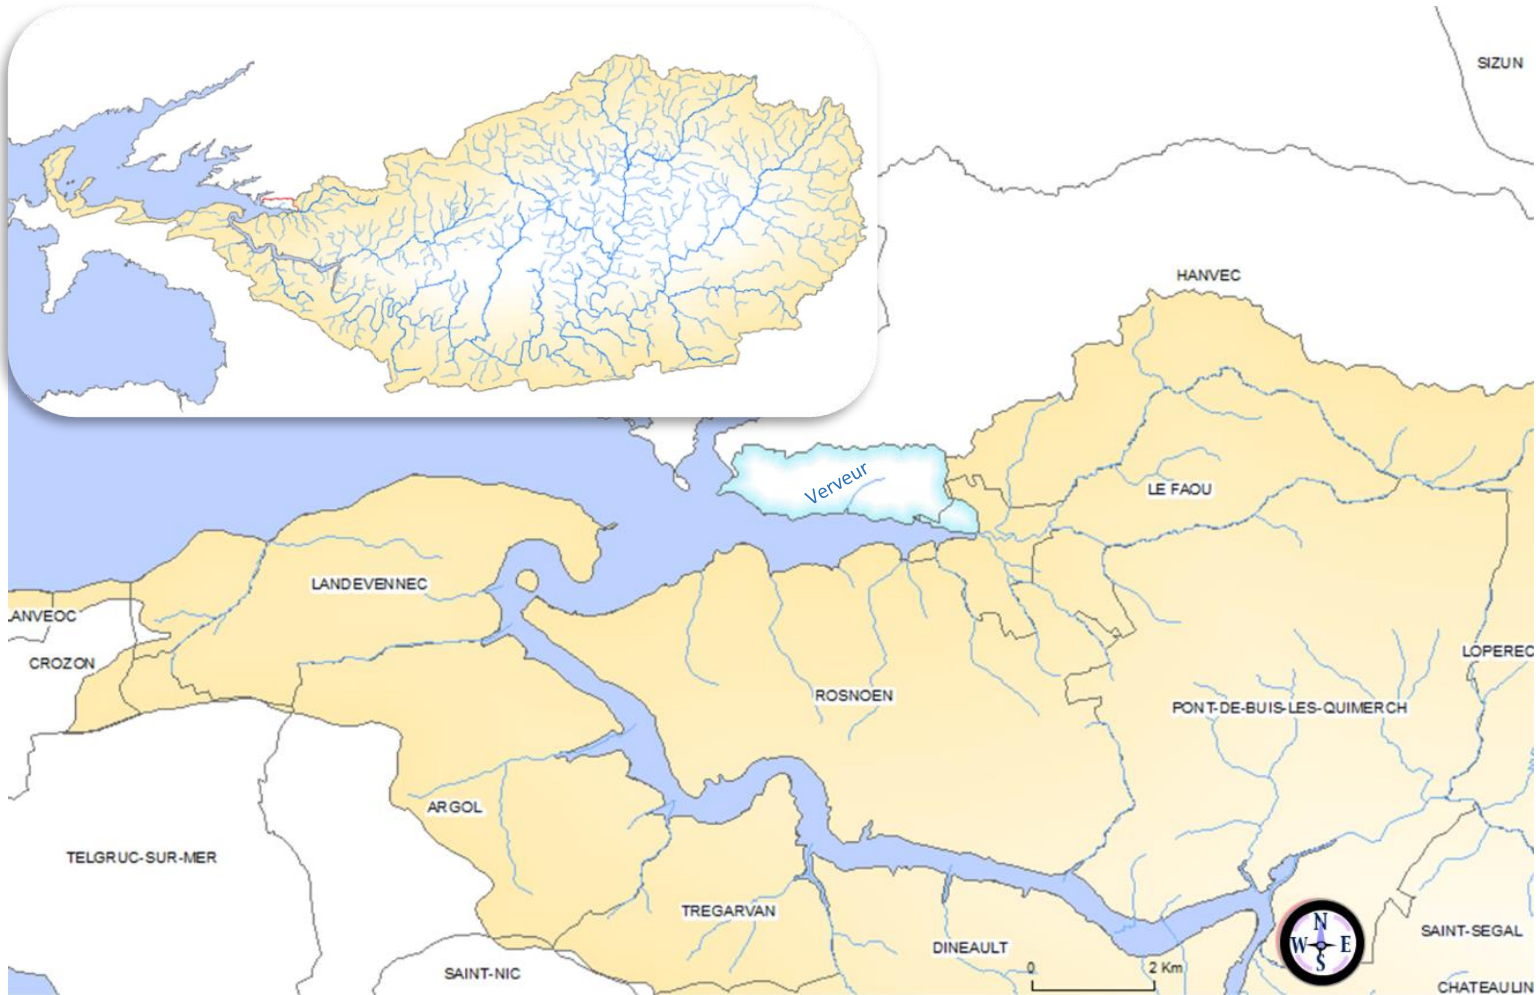 SIZUN
HANVEC
Verveur
LE FAOU
LANDEVENNEC
ANVEOC
CROZON
LOPEREC
ROSNOEN
PONT-DE-BUIS-LES-QUIMERCH
ARGOL
TELGRUC-SUR-MER
TREGARVAN
N
W E
S
SAINT-SEGAL
DINEAULT
0 2 Km
SAINT-NIC
CHATEAULIN